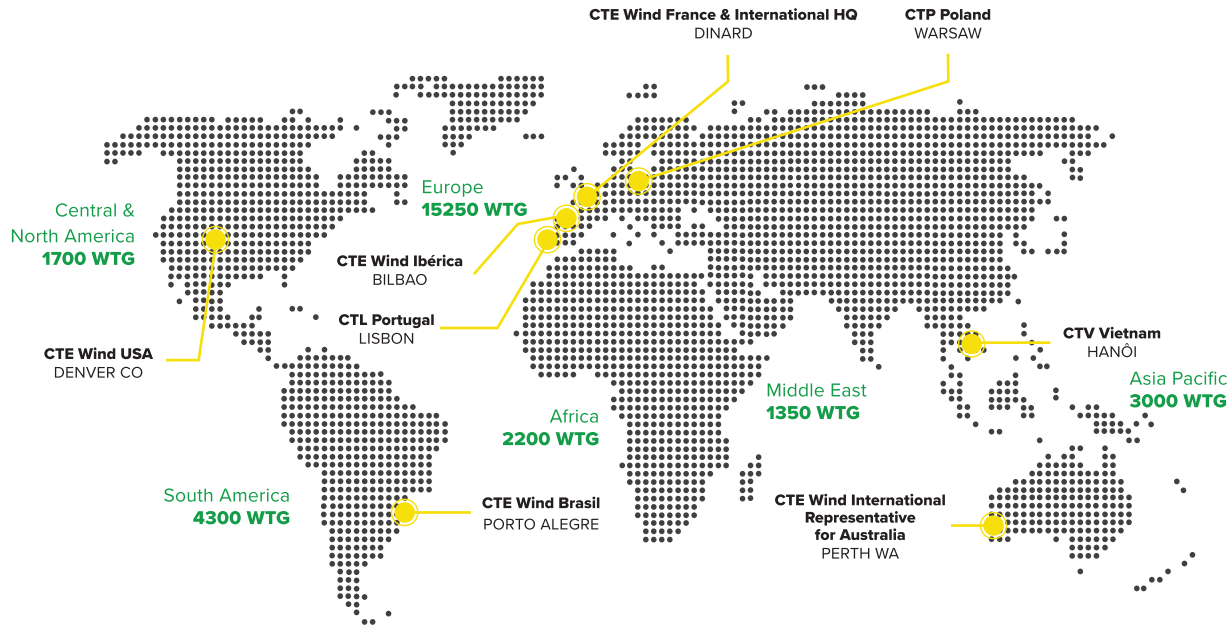 CTE Wind France & International HQ
DINARD
CTP Poland
WARSAW
Europe
15250 WTG
Central &
North America
1700 WTG
CTE Wind Ibérica
BILBAO
CTL Portugal
LISBON
CTE Wind USA
DENVER CO
CTV Vietnam
HANÔI
Asia Pacific
3000 WTG
Middle East
1350 WTG
Africa
2200 WTG
South America
4300 WTG
CTE Wind Brasil
PORTO ALEGRE
CTE Wind International
Representative
for Australia
PERTH WA